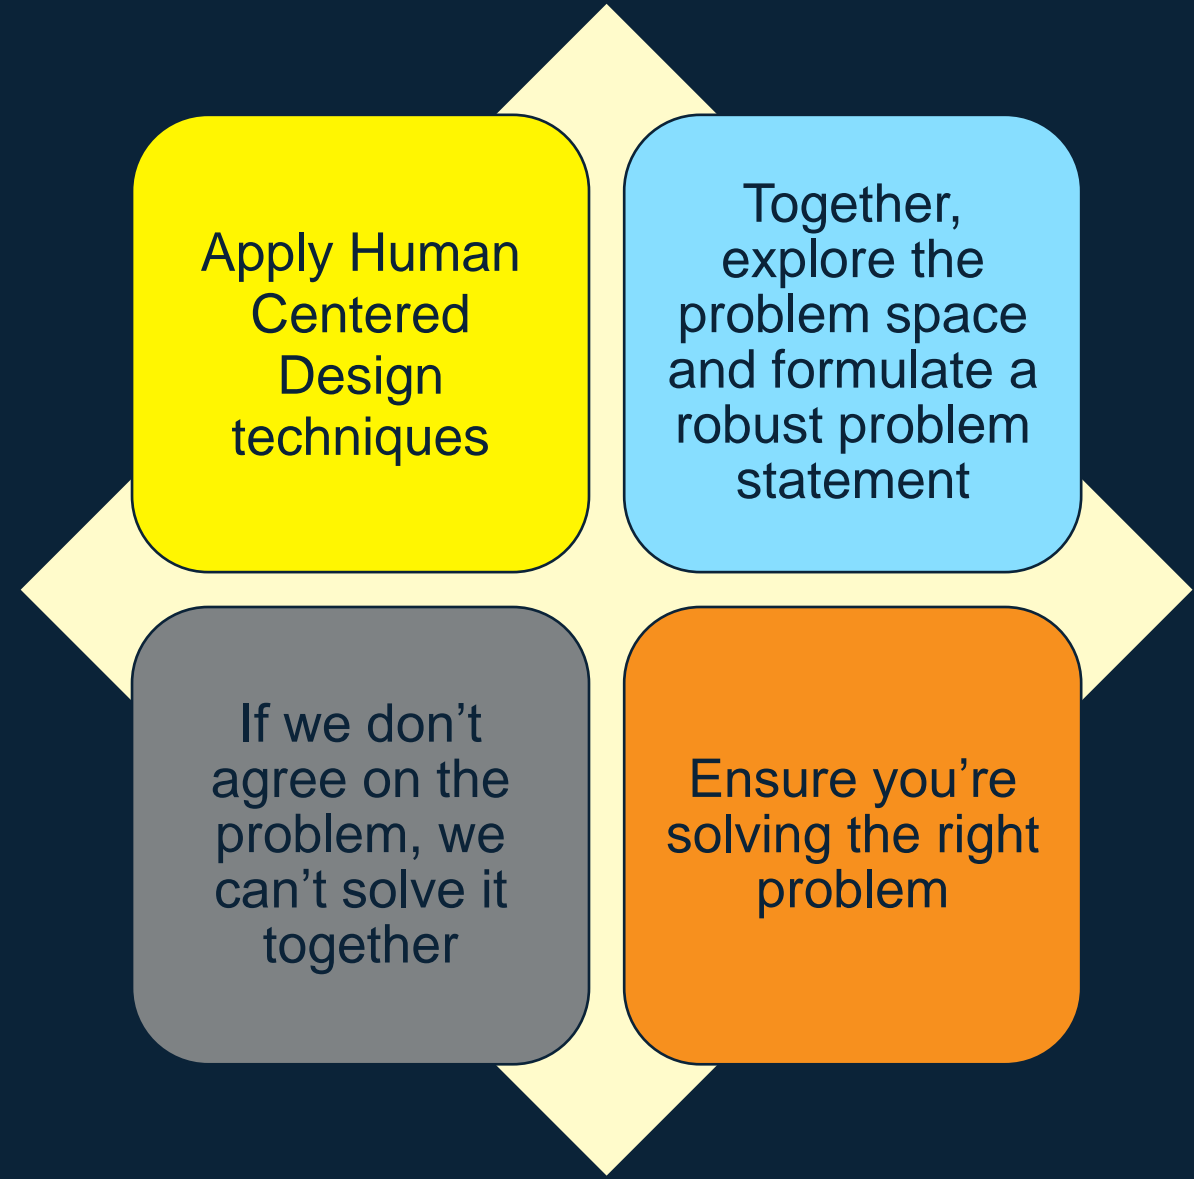 Apply Human
Centered
Design
techniques
Together,
explore the
problem space
and formulate a
robust problem
statement
If we don’t
agree on the
problem, we
can’t solve it
together
Ensure you’re
solving the right
problem